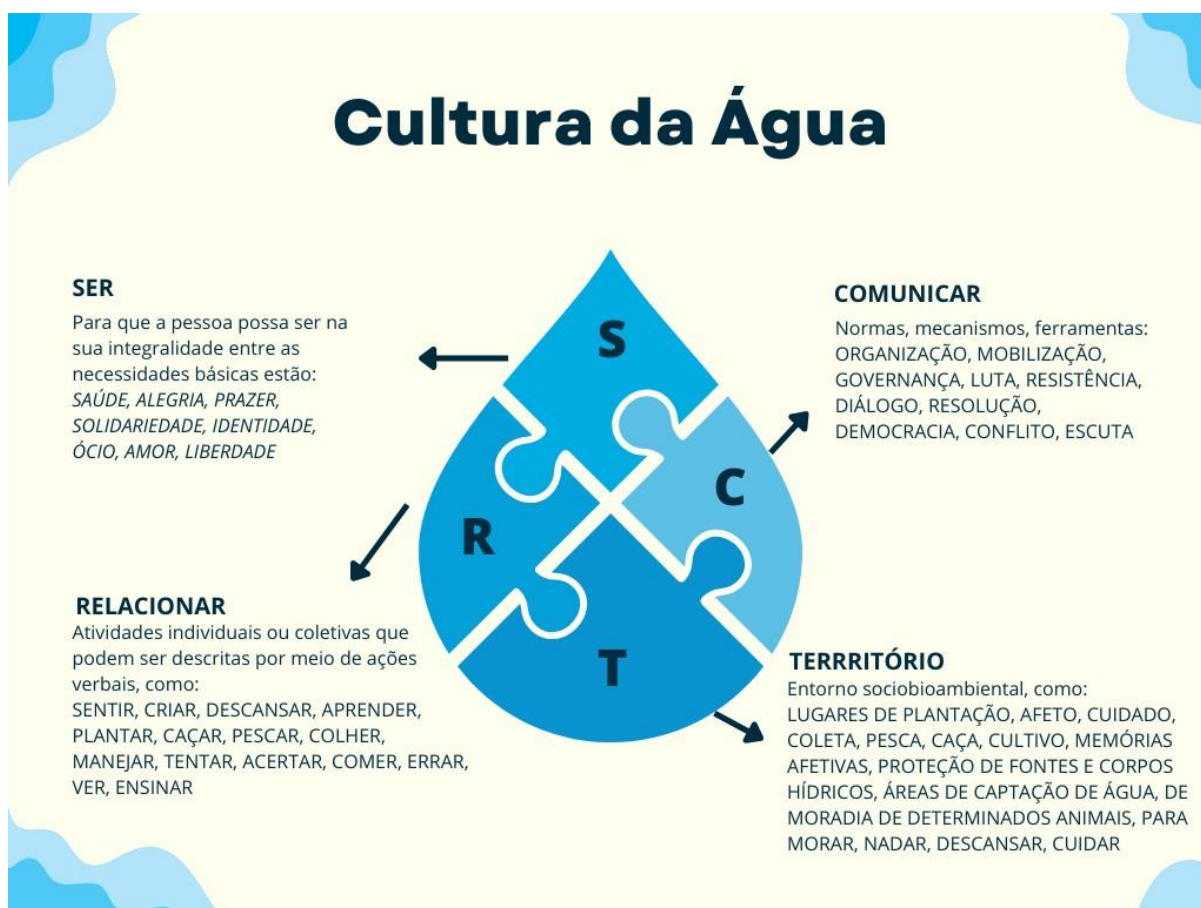 Cultura da Água
SER
Para que a pessoa possa ser na
sua integralidade entre as
necessidades básicas estão:
SAÚDE, ALEGRIA, PRAZER,
SOLIDARIEDADE, IDENTIDADE,
ÓCIO, AMOR, LIBERDADE
COMUNICAR
Normas, mecanismos, ferramentas:
ORGANIZAÇÃO, MOBILIZAÇÃO,
GOVERNANÇA, LUTA, RESISTÊNCIA,
DIÁLOGO, RESOLUÇÃO,
DEMOCRACIA, CONFLITO, ESCUTA
S
C
R
T
RELACIONAR
Atividades individuais ou coletivas que
podem ser descritas por meio de ações
verbais, como:
SENTIR, CRIAR, DESCANSAR, APRENDER,
PLANTAR, CAÇAR, PESCAR, COLHER,
MANEJAR, TENTAR, ACERTAR, COMER, ERRAR,
VER, ENSINAR
TERRRITÓRIO
Entorno sociobioambiental, como:
LUGARES DE PLANTAÇÃO, AFETO, CUIDADO,
COLETA, PESCA, CAÇA, CULTIVO, MEMÓRIAS
AFETIVAS, PROTEÇÃO DE FONTES E CORPOS
HÍDRICOS, ÁREAS DE CAPTAÇÃO DE ÁGUA, DE
MORADIA DE DETERMINADOS ANIMAIS, PARA
MORAR, NADAR, DESCANSAR, CUIDAR